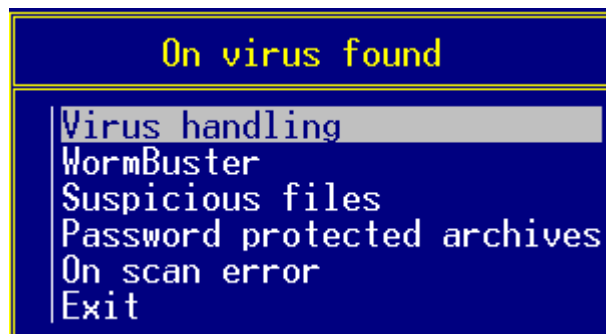 On virus found
Virus handling
WormBuster
Suspicious files
Password protected archives
On scan error
Exit